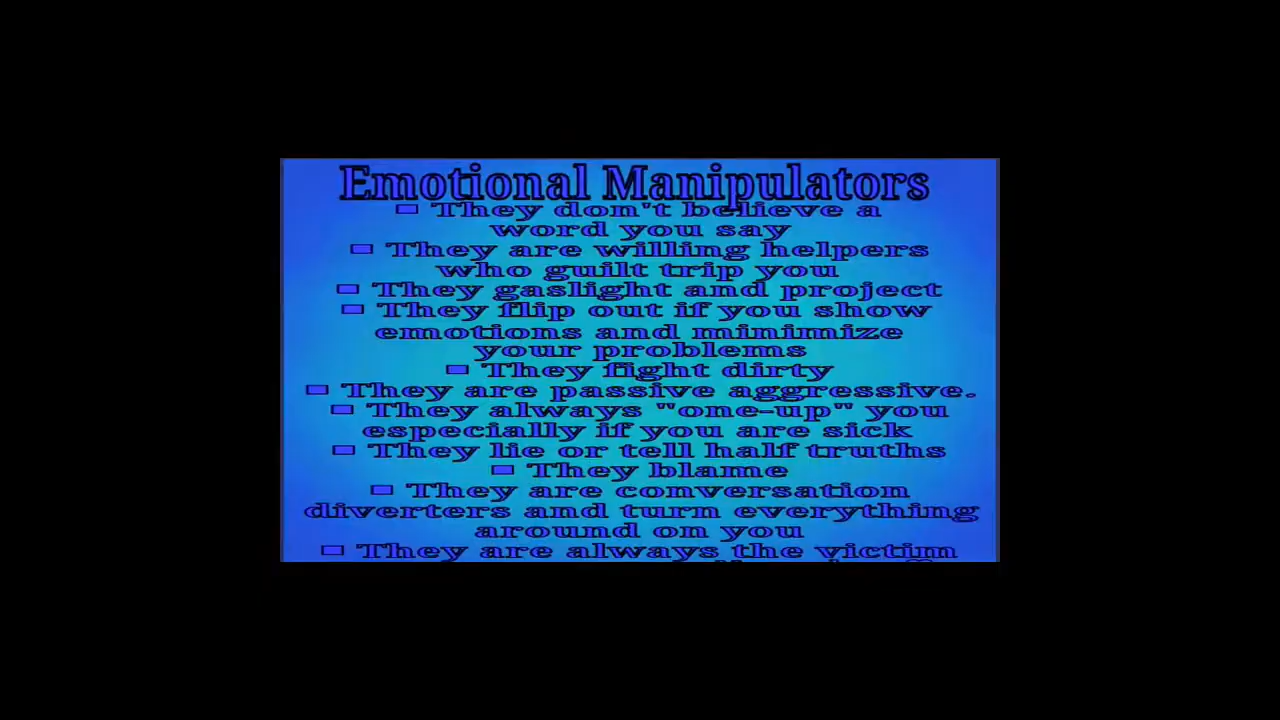 Emotional Manipulators
They don't believe a
word you say
They are willing helpers
who guilt trip you
They gaslight and project
They flip out if you show
emotions and minimize
your problems
They fight dirty
They are passive aggressive.
They always "one-up" you
especially if you are sick
They lie or tell half truths
They blame
They are conversation
diverters and turn everything
around on you
They are always the victim